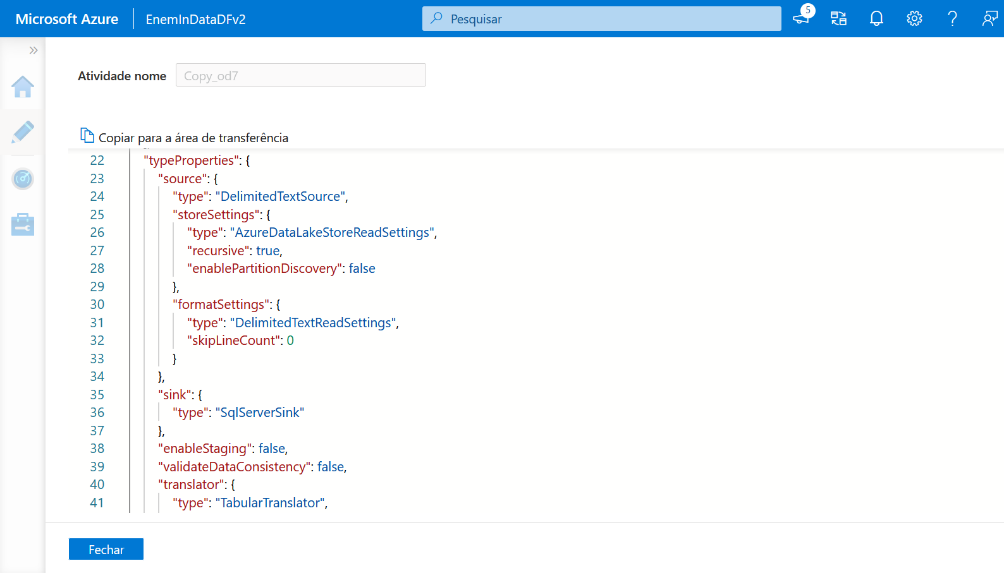 Microsoft Azure EnemInDataDFv2 Pesquisar 5
Atividade nome Copy_od7
Copiar para a área de transferência
22 "typeProperties": {
23 "source": {
24 "type": "DelimitedTextSource",
25 "storeSettings": {
26 "type": "AzureDataLakeStoreReadSettings",
27 "recursive": true,
28 "enablePartitionDiscovery": false
29 },
30 "formatSettings": {
31 "type": "DelimitedTextReadSettings",
32 "skipLineCount": 0
33 }
34 },
35 "sink": {
36 "type": "SqlServerSink"
37 },
38 "enableStaging": false,
39 "validateDataConsistency": false,
40 "translator": {
41 "type": "TabularTranslator",
Fechar